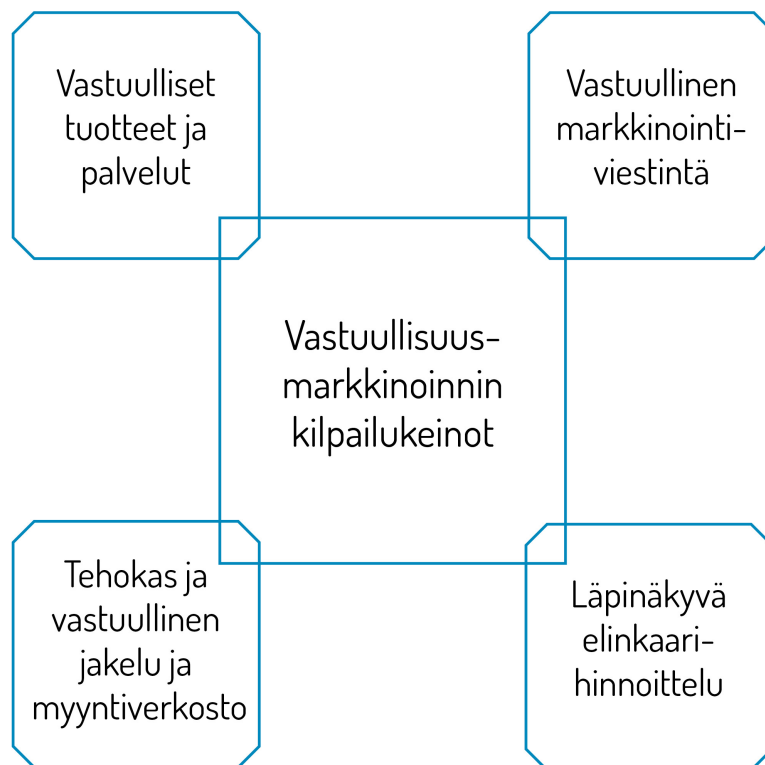 Vastuulliset
tuotteet ja
palvelut
Vastuullinen
markkinointi-
viestintä
Vastuullisuus-
markkinoinnin
kilpailukeinot
Tehokas ja
vastuullinen
jakelu ja
myyntiverkosto
Läpinäkyvä
elinkaari-
hinnoittelu